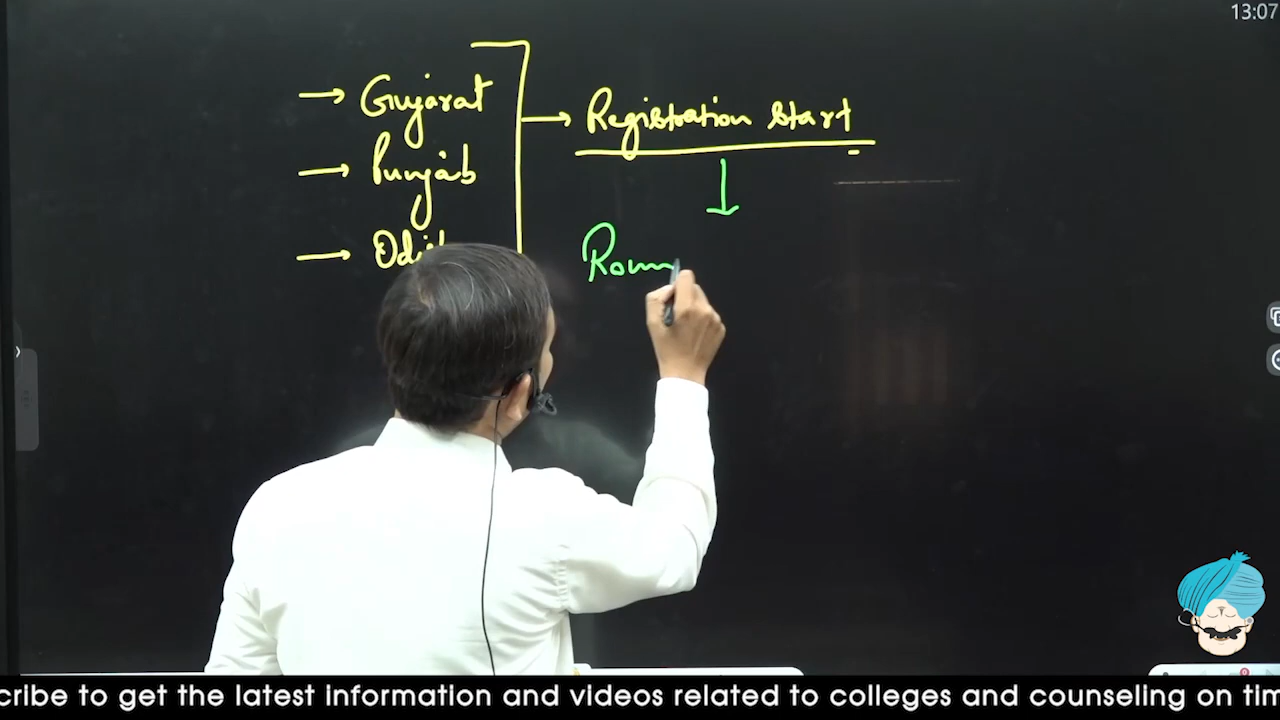 13:07
→ Gujarat
→ Registration start
→ Punjab
→ Odi
Roun
cribe to get the latest information and videos related to colleges and counseling on tim